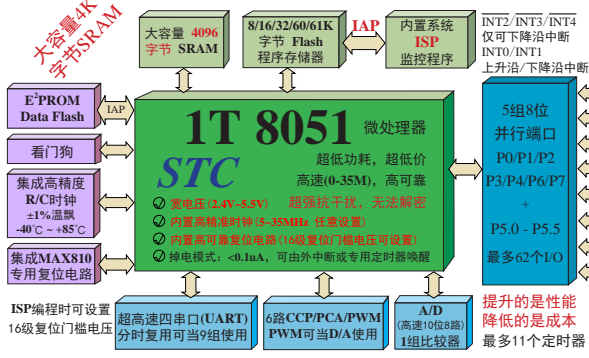 大容量4K
字节SRAM
大容量 4096
字节 SRAM
8/16/32/60/61K
字节 Flash
程序存储器
IAP
内置系统
ISP
监控程序
INT2/INT3/INT4
仅可下降沿中断
INT0/INT1
上升沿/下降沿中断
E²PROM
Data Flash
IAP
看门狗
集成高精度
R/C时钟
±1%温飘
-40℃ ~ +85℃
集成MAX810
专用复位电路
1T 8051 微处理器
STC
超低功耗，超低价
高速(0-35M)，高可靠
宽电压(2.4V~5.5V) 超强抗干扰，无法解密
内置高精准时钟(5~35MHz 任意设置)
内置高可靠复位电路(16级复位门槛电压可设置)
掉电模式：<0.1uA，可由外中断或专用定时器唤醒
5组8位
并行端口
P0/P1/P2
P3/P4/P6/P7
+
P5.0 - P5.5
最多62个I/O
ISP编程时可设置
16级复位门槛电压
超高速四串口(UART)
分时复用可当9组使用
6路CCP/PCA/PWM
PWM可当D/A使用
A/D
(高速10位8路)
1组比较器
提升的是性能
降低的是成本
最多11个定时器